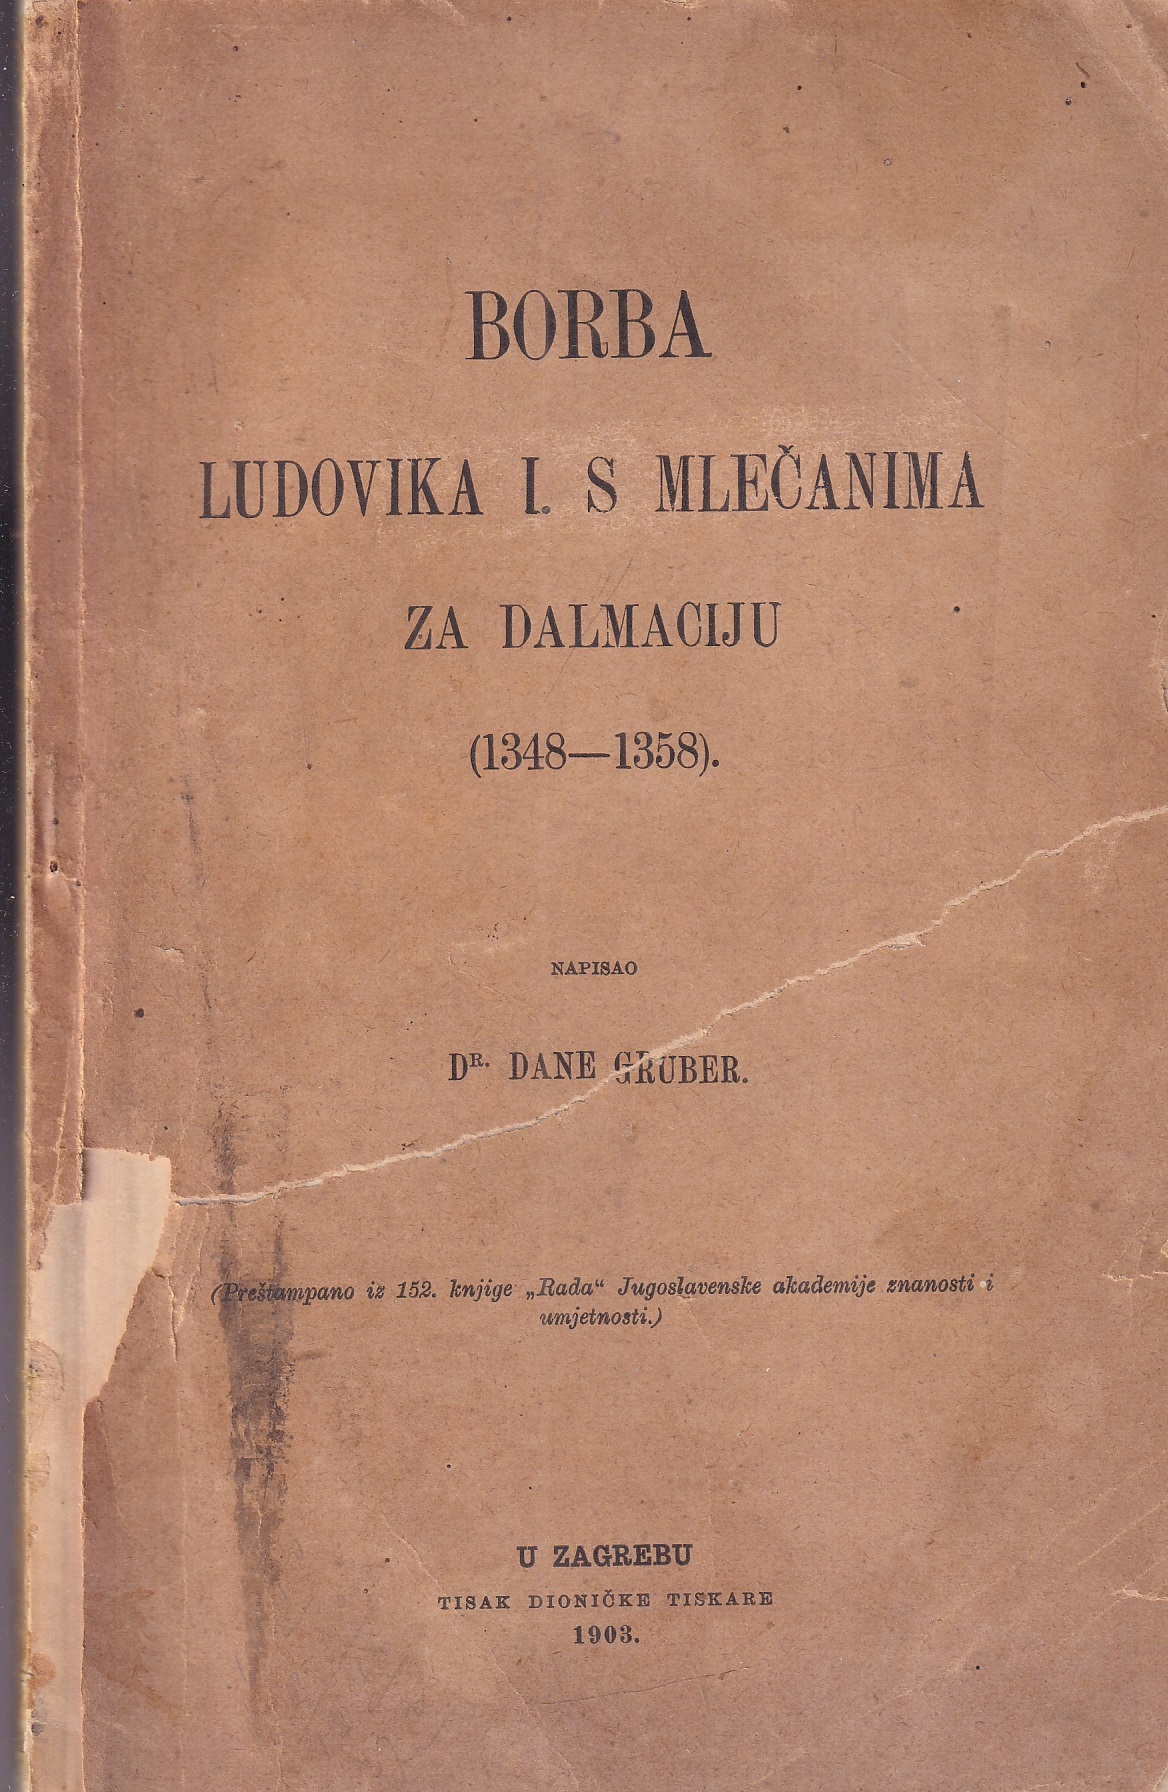 BORBA
LUDOVIKA I. S MLEČANIMA
ZA DALMACIJU
(1348—1358).
NAPISAO
DR. DANE GRUBER.
(Preštampano iz 152. knjige „Rada“ Jugoslavenske akademije znanosti i
umjetnosti.)
U ZAGREBU
TISAK DIONIČKE TISKARE
1903.